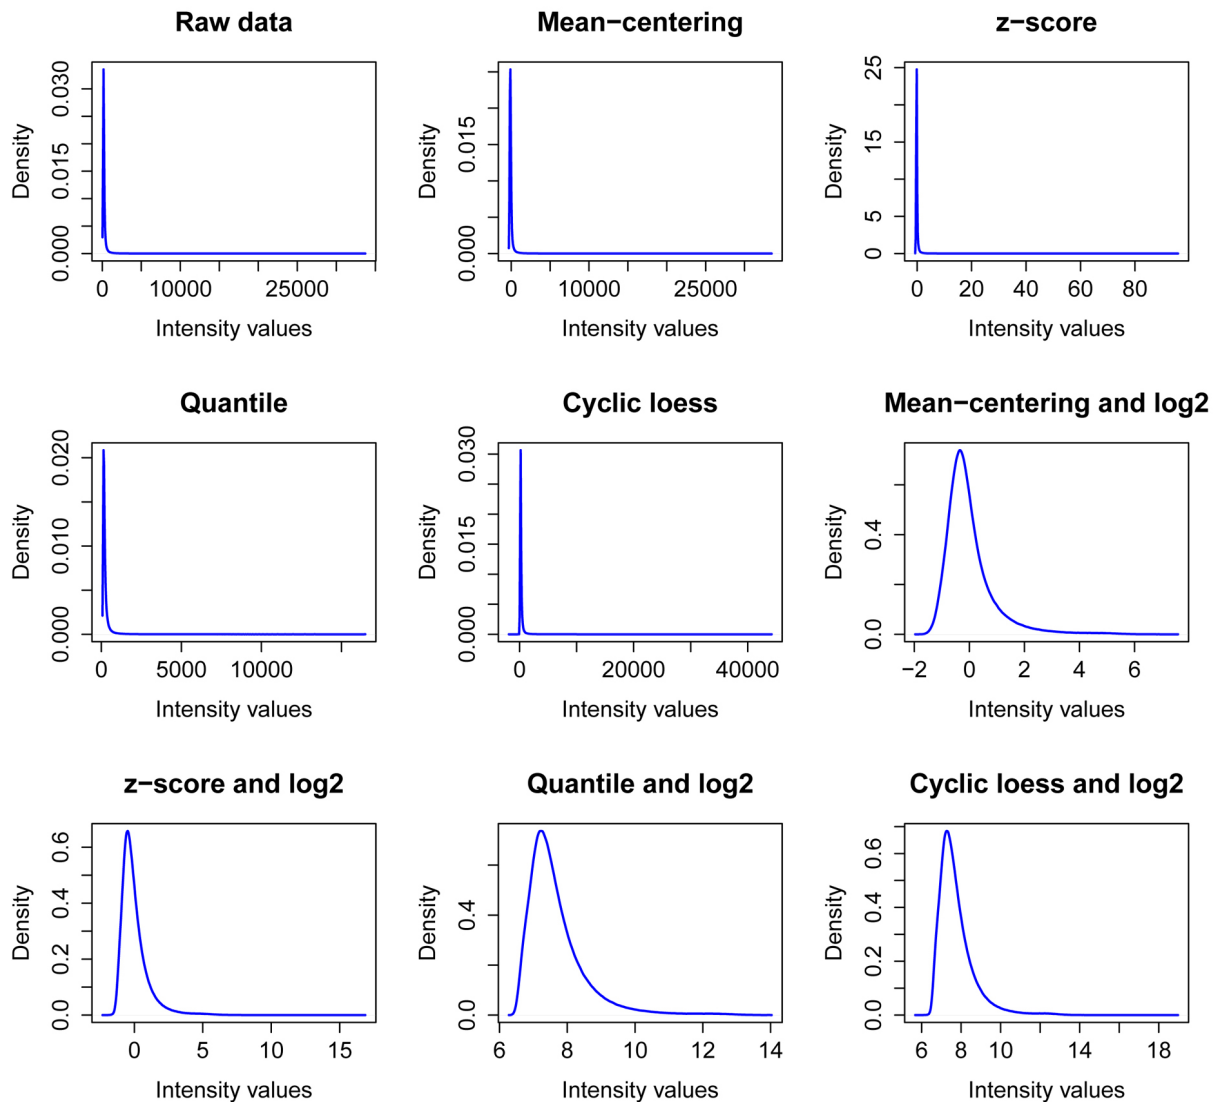 Raw data
Density
0.000 0.015 0.030
0 10000 25000
Intensity values
Mean−centering
Density
0.000 0.015
0 10000 25000
Intensity values
z−score
Density
0 5 15 25
0 20 40 60 80
Intensity values
Quantile
Density
0.000 0.010 0.020
0 5000 10000
Intensity values
Cyclic loess
Density
0.000 0.015 0.030
0 20000 40000
Intensity values
Mean−centering and log2
Density
0.0 0.4
−2 0 2 4 6
Intensity values
z−score and log2
Density
0.0 0.2 0.4 0.6
0 5 10 15
Intensity values
Quantile and log2
Density
0.0 0.4
6 8 10 12 14
Intensity values
Cyclic loess and log2
Density
0.0 0.2 0.4 0.6
6 8 10 14 18
Intensity values